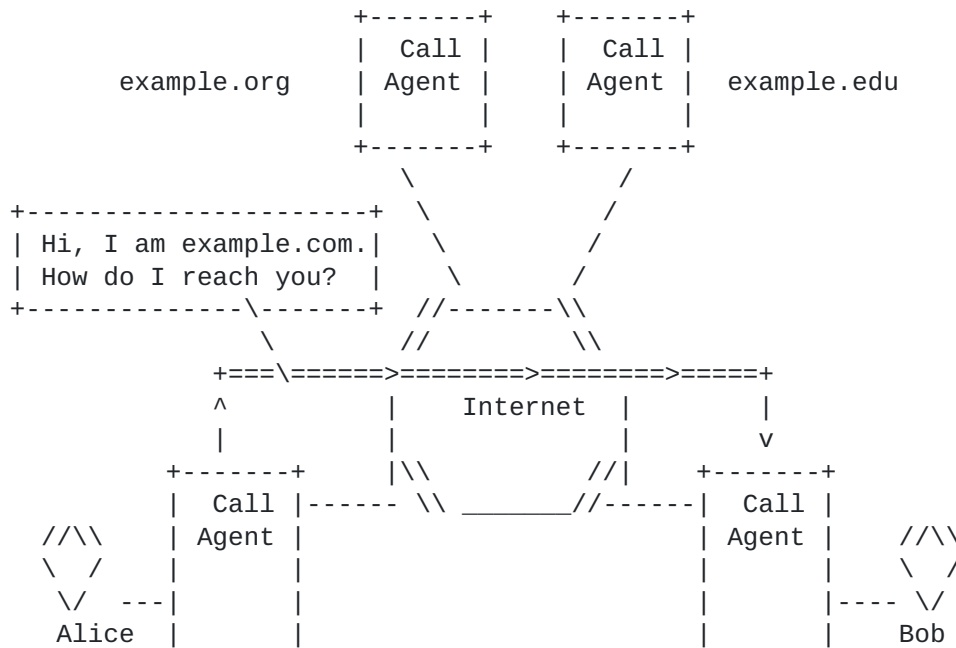 Call Call
example.org Agent Agent example.edu
Hi, I am example.com.
How do I reach you?
Internet
Call Call
Agent Agent
Alice Bob